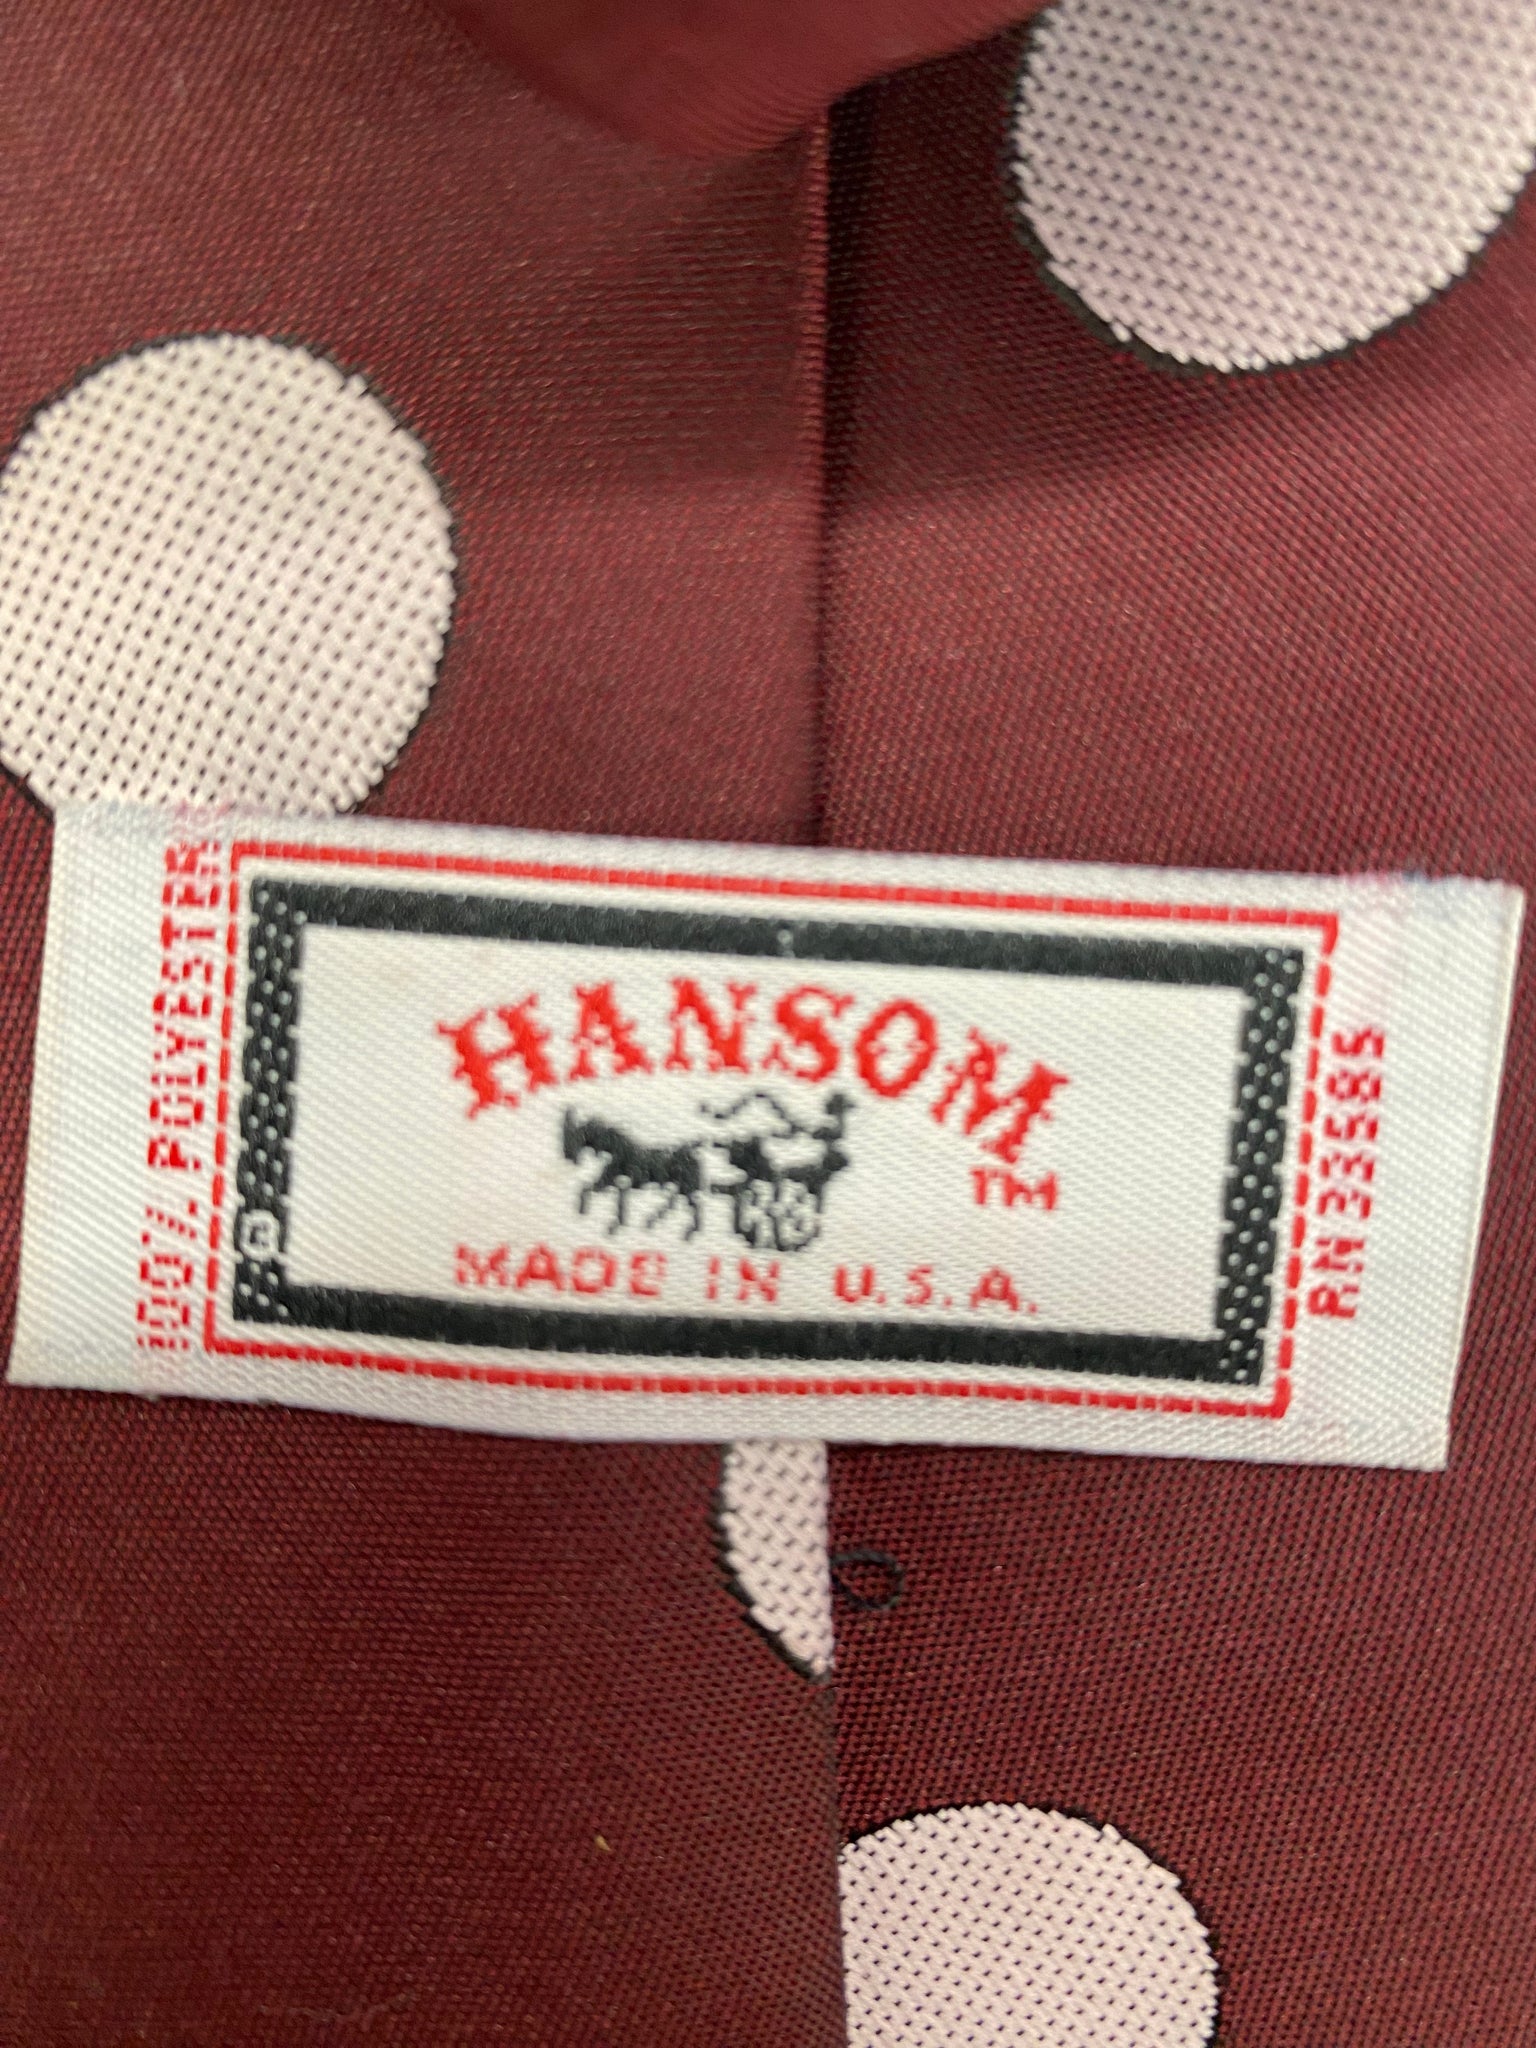 HANSOM
TM
MADE IN U.S.A.
100% POLYESTER
RN 33585